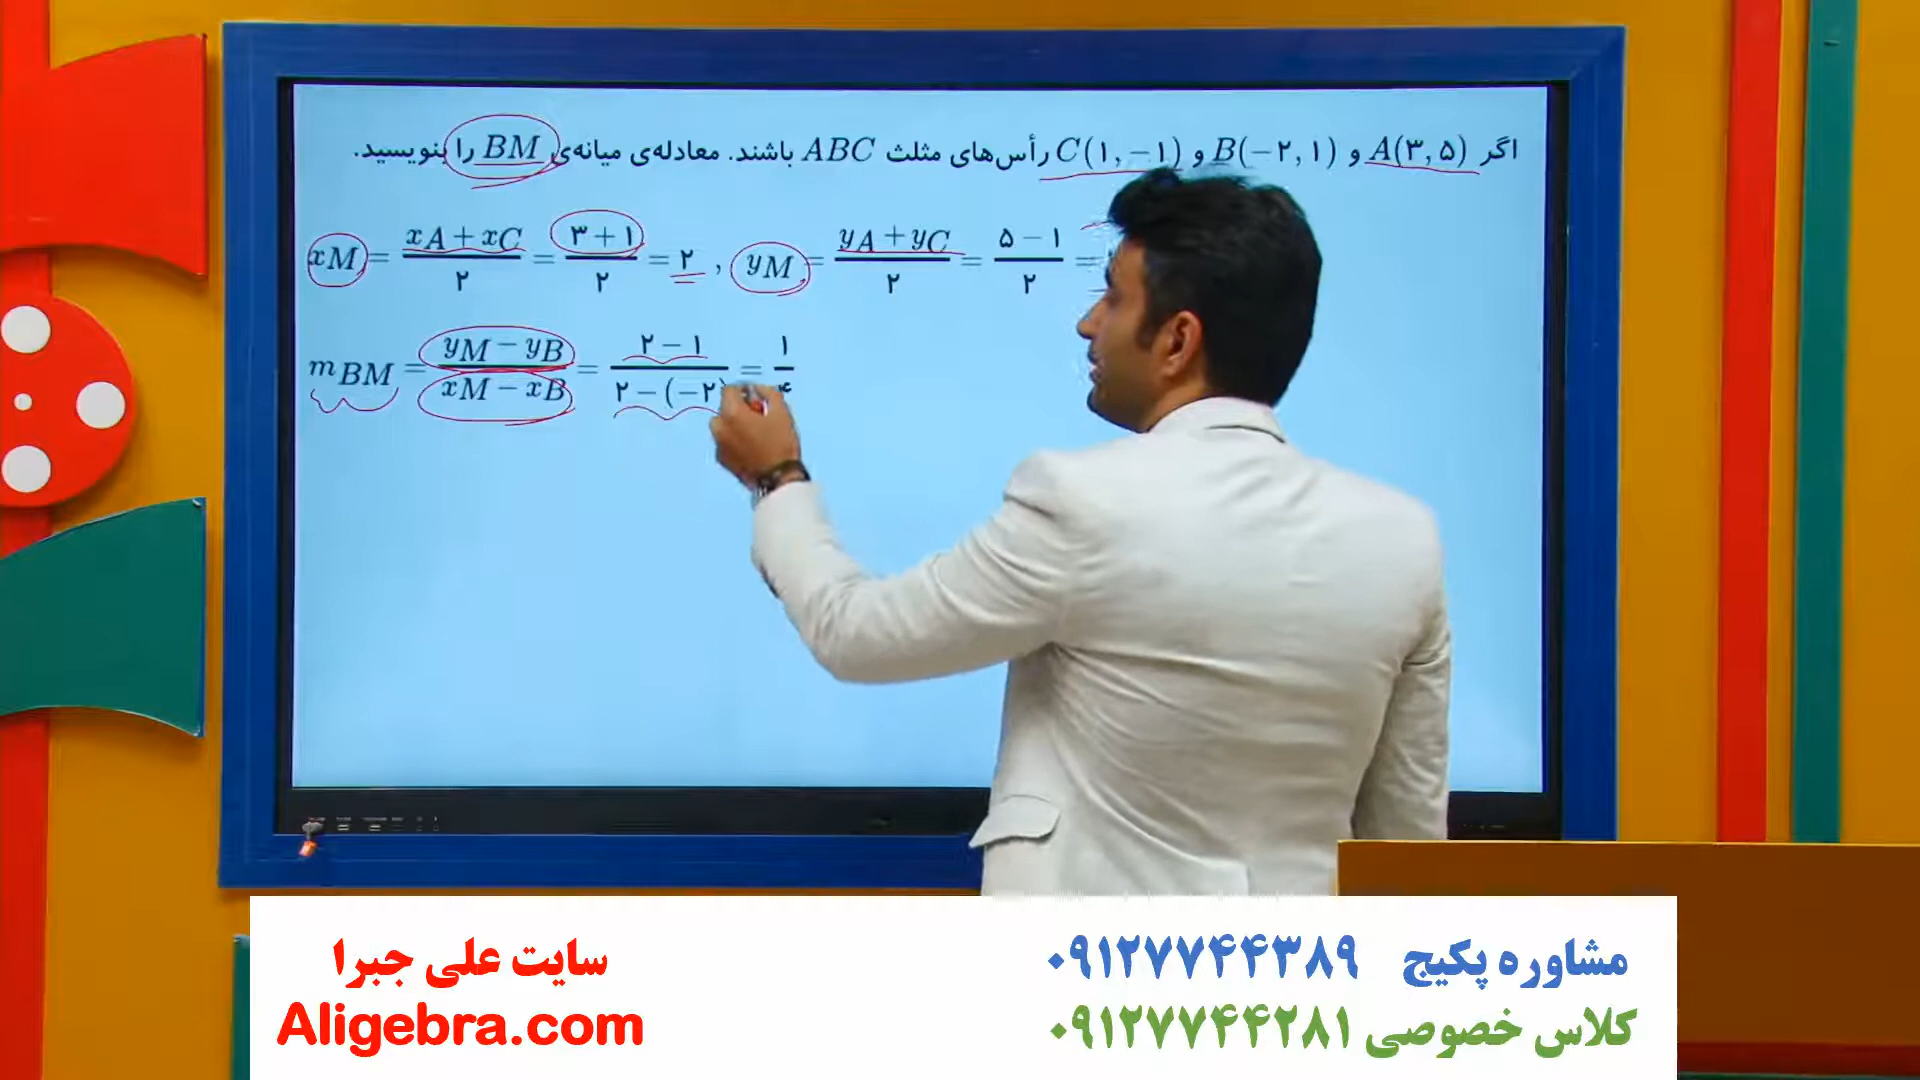 اگر A(۳, ۵) و B(−۲, ۱) و C(۱, −۱) رأس‌های مثلث ABC باشند. معادله‌ی میانه‌ی BM را بنویسید.
xM = (xA + xC)/۲ = (۳ + ۱)/۲ = ۲ , yM = (yA + yC)/۲ = (۵ − ۱)/۲ =
mBM = (yM − yB)/(xM − xB) = (۲ − ۱)/(۲ − (−۲)) = ۱/۴
سایت علی جبرا
Aligebra.com
مشاوره پکیج ۰۹۱۲۷۷۴۴۳۸۹
کلاس خصوصی ۰۹۱۲۷۷۴۴۲۸۱